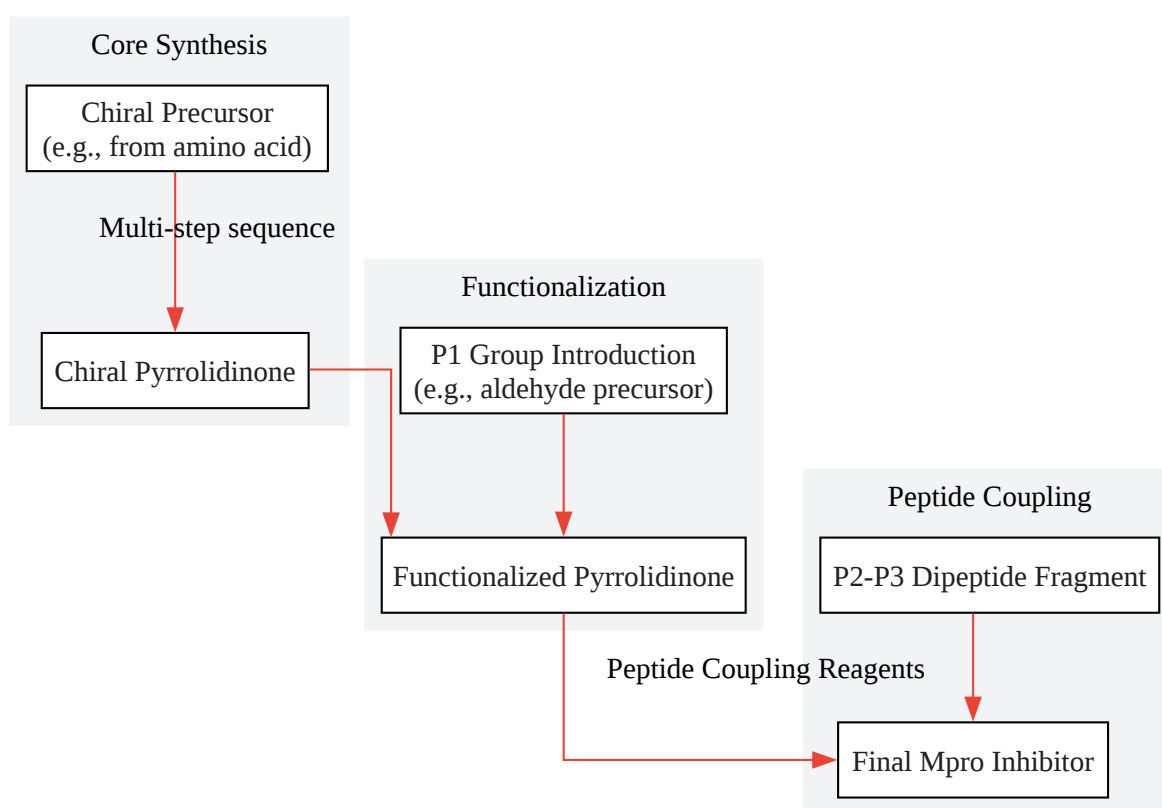 Core Synthesis
Chiral Precursor
(e.g., from amino acid)
Multi-step sequence
Chiral Pyrrolidinone
Functionalization
P1 Group Introduction
(e.g., aldehyde precursor)
Functionalized Pyrrolidinone
Peptide Coupling
P2-P3 Dipeptide Fragment
Peptide Coupling Reagents
Final Mpro Inhibitor